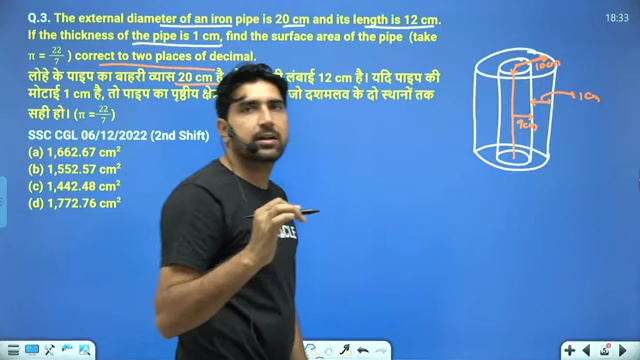 Q.3. The external diameter of an iron pipe is 20 cm and its length is 12 cm.
If the thickness of the pipe is 1 cm, find the surface area of the pipe (take
π = 22/7 ) correct to two places of decimal.
लोहे के पाइप का बाहरी व्यास 20 cm है लंबाई 12 cm है। यदि पाइप की
मोटाई 1 cm है, तो पाइप का पृष्ठीय जो दशमलव के दो स्थानों तक
सही हो। (π = 22/7 )
SSC CGL 06/12/2022 (2nd Shift)
(a) 1,662.67 cm²
(b) 1,552.57 cm²
(c) 1,442.48 cm²
(d) 1,772.76 cm²
18:33
10cm
1cm
9cm